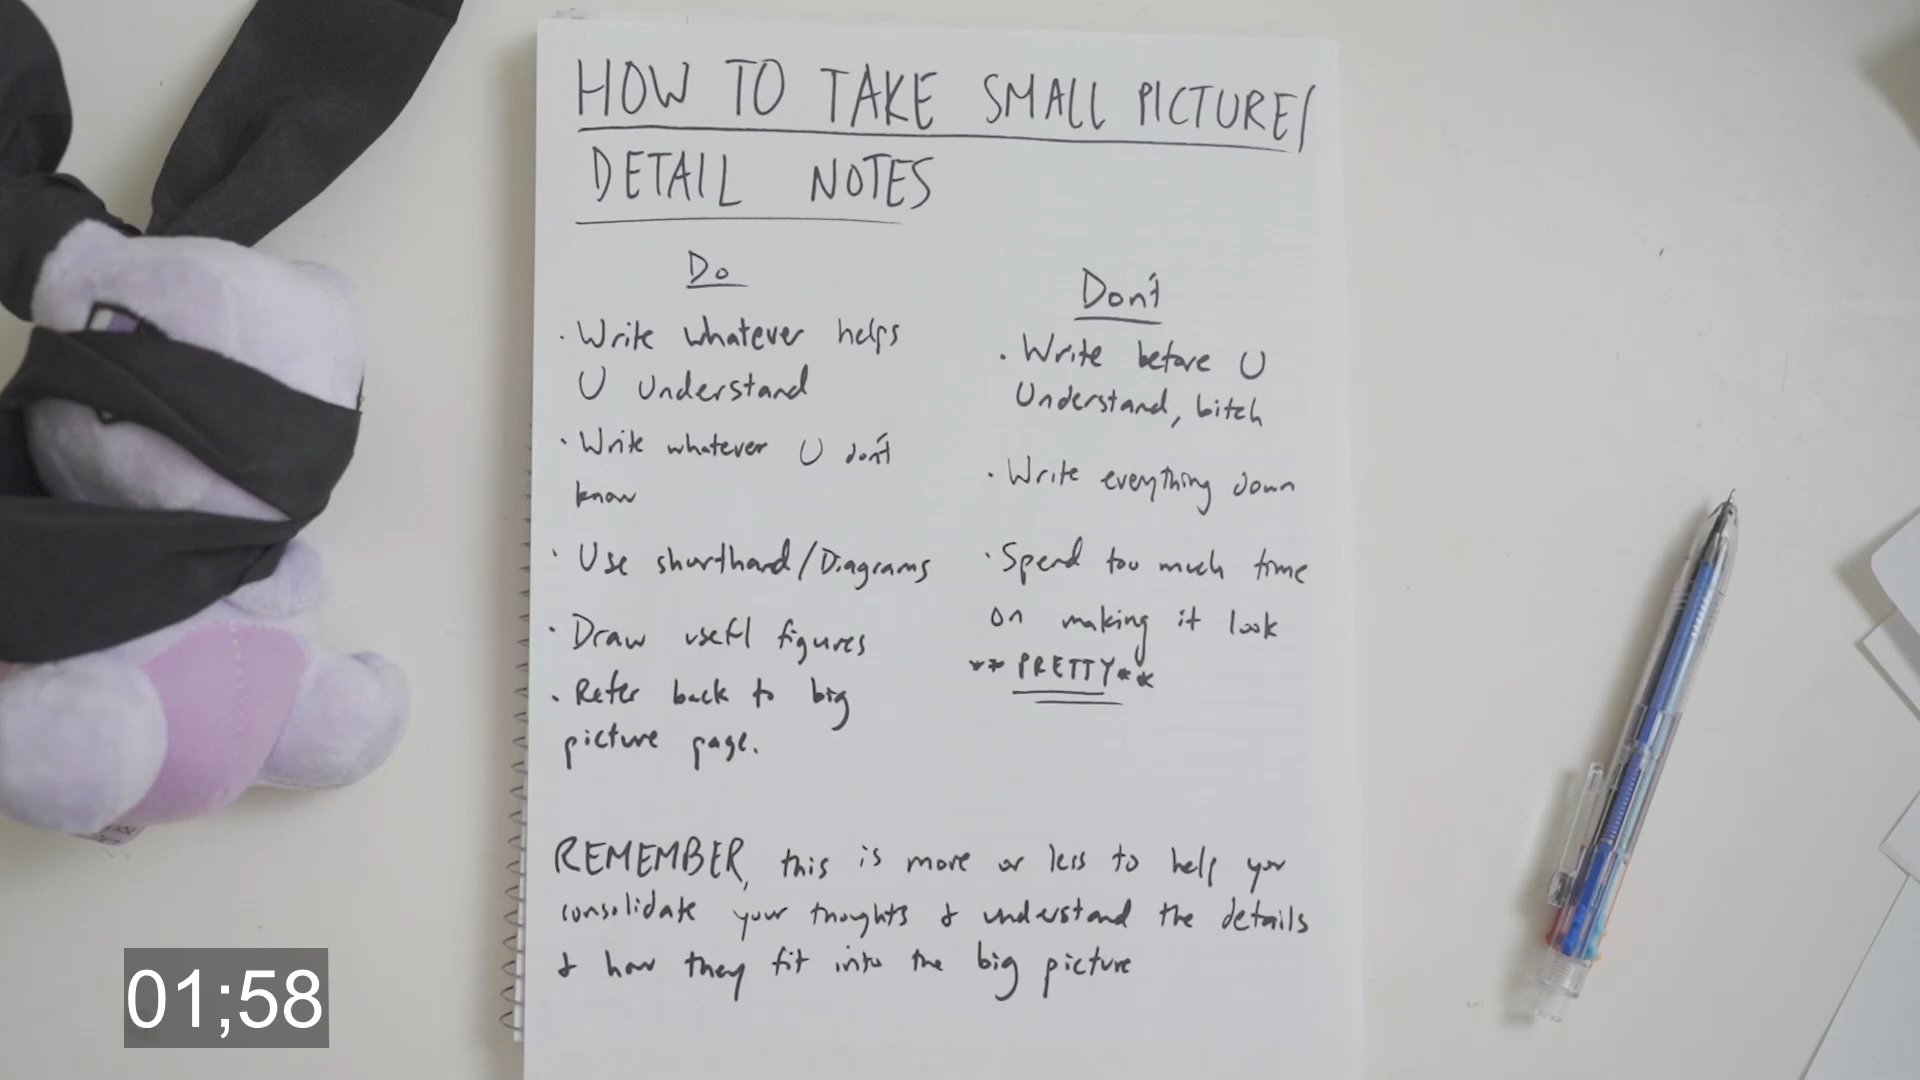 HOW TO TAKE SMALL PICTURE/
DETAIL NOTES
Do
· Write whatever helps
U understand
· Write whatever U don't
know
· Use shorthand/Diagrams
· Draw usefl figures
· Refer back to big
picture page.
Don't
· Write before U
Understand, bitch
· Write everything down
· Spend too much time
on making it look
** PRETTY **
REMEMBER, this is more or less to help you
consolidate your thoughts & understand the details
& how they fit into the big picture
01;58